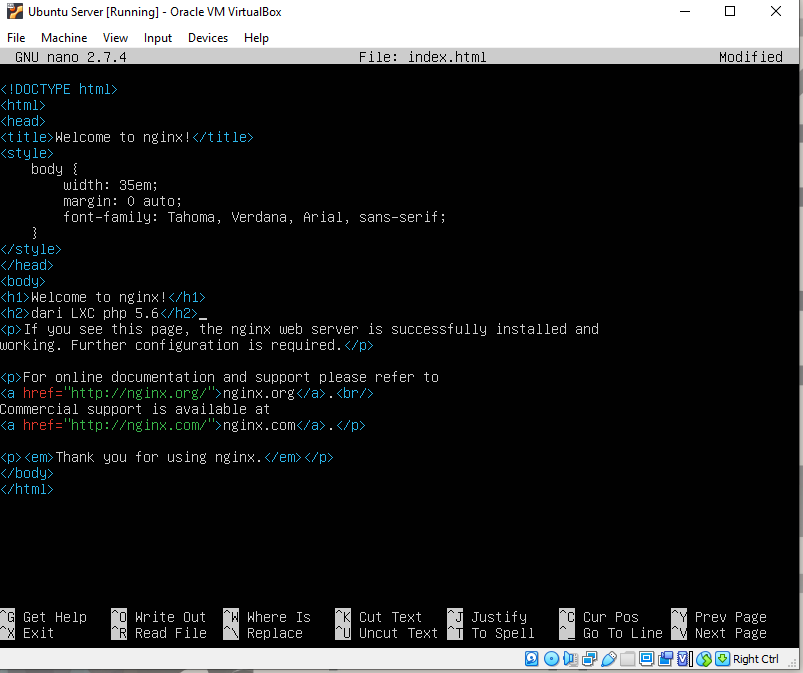 Ubuntu Server [Running] - Oracle VM VirtualBox
File Machine View Input Devices Help
GNU nano 2.7.4 File: index.html Modified
<!DOCTYPE html>
<html>
<head>
<title>Welcome to nginx!</title>
<style>
    body {
        width: 35em;
        margin: 0 auto;
        font-family: Tahoma, Verdana, Arial, sans-serif;
    }
</style>
</head>
<body>
<h1>Welcome to nginx!</h1>
<h2>dari LXC php 5.6</h2>_
<p>If you see this page, the nginx web server is successfully installed and
working. Further configuration is required.</p>
<p>For online documentation and support please refer to
<a href="http://nginx.org/">nginx.org</a>.<br/>
Commercial support is available at
<a href="http://nginx.com/">nginx.com</a>.</p>
<p><em>Thank you for using nginx.</em></p>
</body>
</html>
^G Get Help ^O Write Out ^W Where Is ^K Cut Text ^J Justify ^C Cur Pos ^Y Prev Page
^X Exit ^R Read File ^\ Replace ^U Uncut Text ^T To Spell ^_ Go To Line ^V Next Page
Right Ctrl